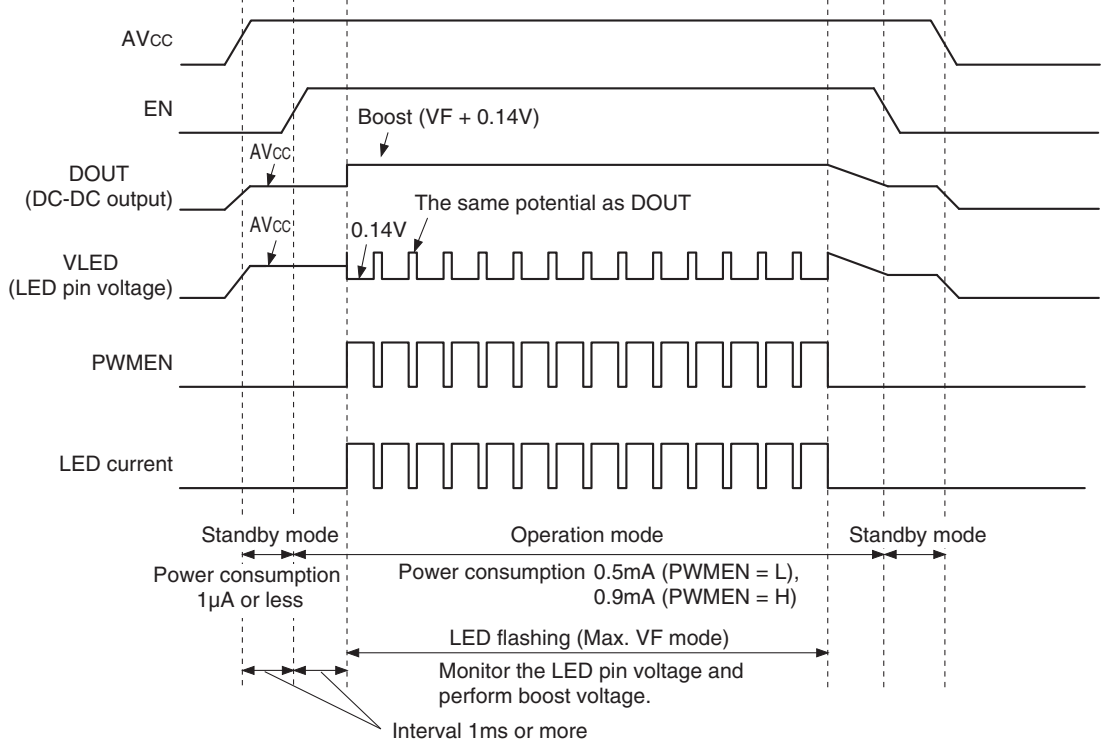 AVCC
EN
Boost (VF + 0.14V)
AVCC
DOUT
(DC-DC output)
The same potential as DOUT
AVCC
0.14V
VLED
(LED pin voltage)
PWMEN
LED current
Standby mode
Operation mode
Standby mode
Power consumption
1μA or less
Power consumption 0.5mA (PWMEN = L),
0.9mA (PWMEN = H)
LED flashing (Max. VF mode)
Monitor the LED pin voltage and
perform boost voltage.
Interval 1ms or more